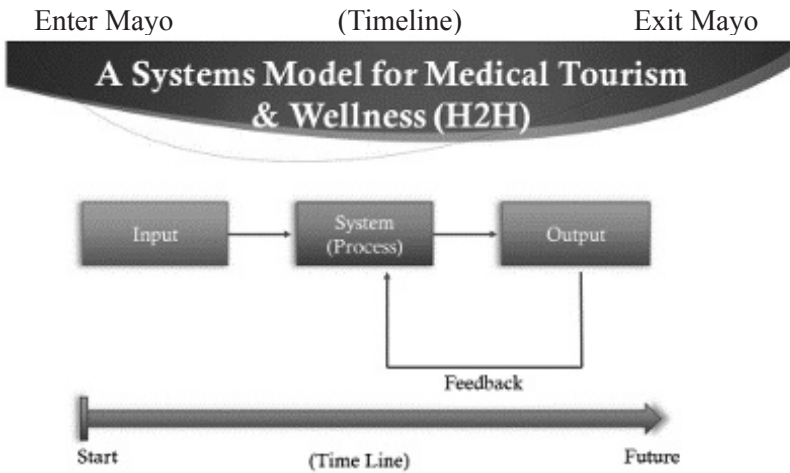 Enter Mayo (Timeline) Exit Mayo
A Systems Model for Medical Tourism
& Wellness (H2H)
Input
System
(Process)
Output
Feedback
Start (Time Line) Future